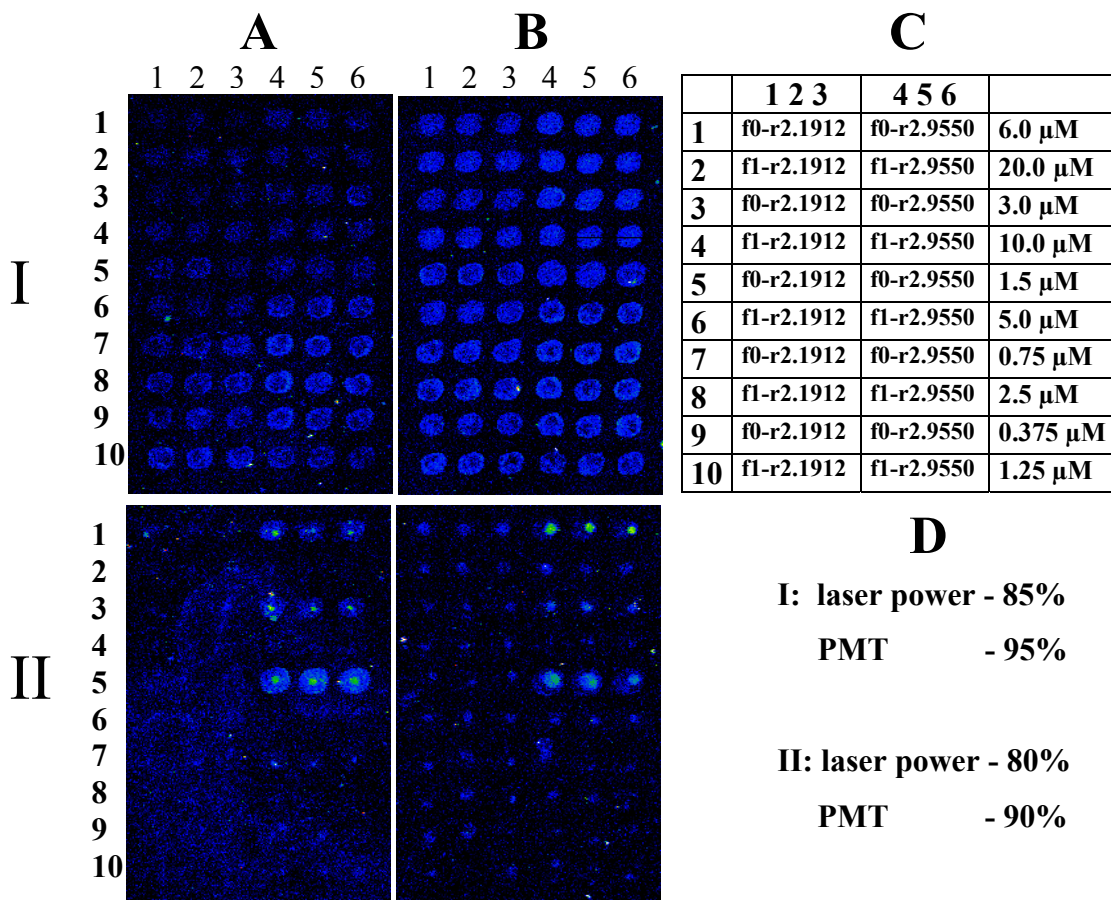 A B C
1 2 3 4 5 6 1 2 3 4 5 6
1 2 3 4 5 6
1 f0-r2.1912 f0-r2.9550 6.0 µM
2 f1-r2.1912 f1-r2.9550 20.0 µM
3 f0-r2.1912 f0-r2.9550 3.0 µM
4 f1-r2.1912 f1-r2.9550 10.0 µM
5 f0-r2.1912 f0-r2.9550 1.5 µM
6 f1-r2.1912 f1-r2.9550 5.0 µM
7 f0-r2.1912 f0-r2.9550 0.75 µM
8 f1-r2.1912 f1-r2.9550 2.5 µM
9 f0-r2.1912 f0-r2.9550 0.375 µM
10 f1-r2.1912 f1-r2.9550 1.25 µM
I
1
2
3
4
5
6
7
8
9
10
II
1
2
3
4
5
6
7
8
9
10
D
I: laser power - 85%
PMT - 95%
II: laser power - 80%
PMT - 90%